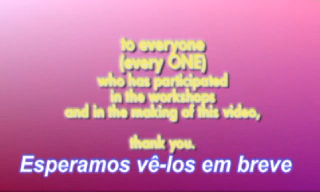 to everyone
(every ONE)
who has participated
in the workshops
and in the making of this video,
thank you.
Esperamos vê-los em breve